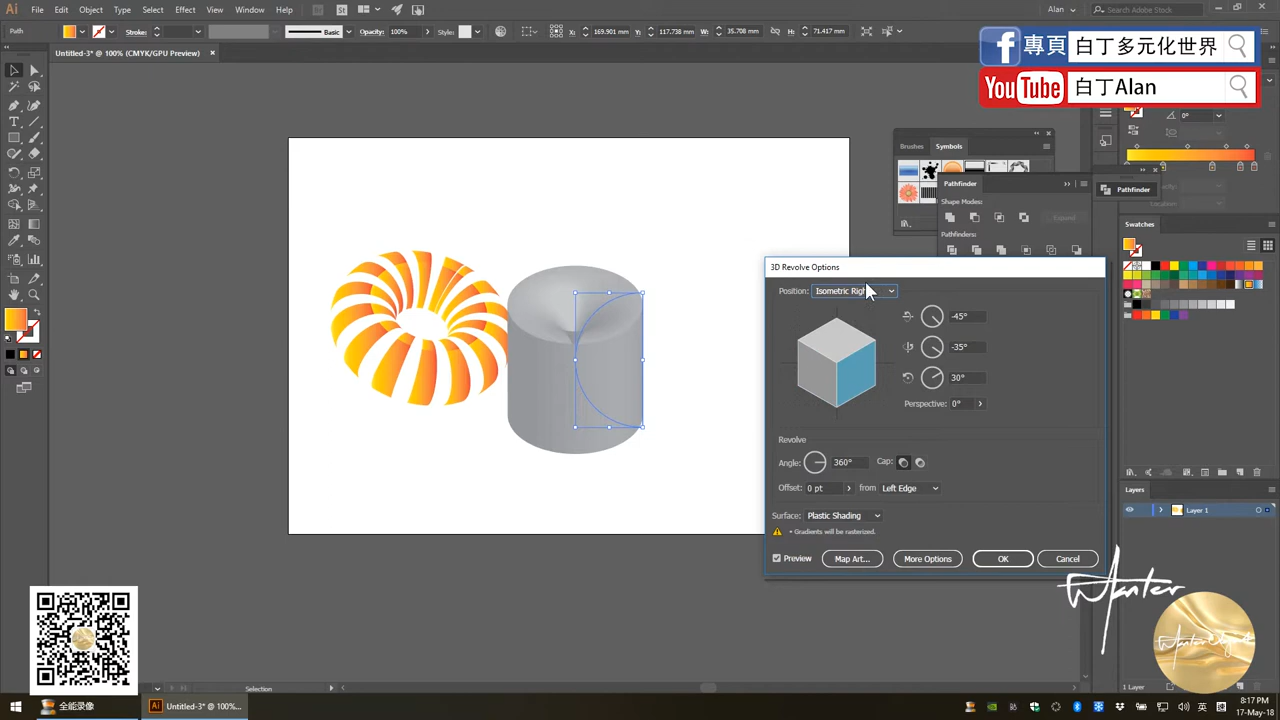 Ai File Edit Object Type Select Effect View Window Help Br St Alan Search Adobe Stock
Path Stroke: Basic Opacity: 100% Style: X: 169.901 mm Y: 117.738 mm W: 35.708 mm H: 71.417 mm
Untitled-3* @ 100% (CMYK/GPU Preview)
f 專頁 白丁多元化世界
YouTube 白丁Alan
0°
Brushes Symbols
Pathfinder
Shape Modes:
Expand
Pathfinders:
Pathfinder
Swatches
3D Revolve Options
Position: Isometric Right
-45°
-35°
30°
Perspective: 0°
Revolve
Angle: 360° Cap:
Offset: 0 pt from Left Edge
Surface: Plastic Shading
• Gradients will be rasterized.
Preview Map Art... More Options OK Cancel
Layers
Layer 1
Selection
1 Layer
全能录像 Ai Untitled-3* @ 100%...
8:17 PM
17-May-18